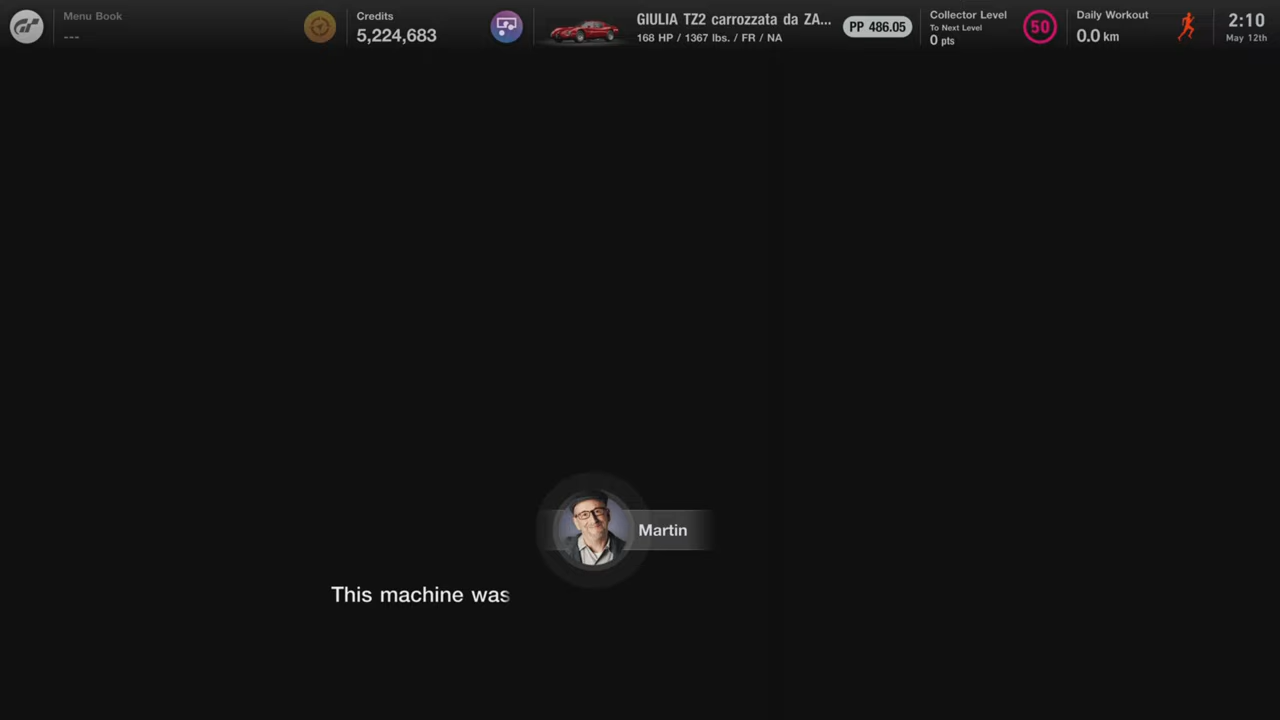 Menu Book
---
Credits
5,224,683
GIULIA TZ2 carrozzata da ZA...
168 HP / 1367 lbs. / FR / NA
PP 486.05
Collector Level
To Next Level
0 pts
50
Daily Workout
0.0 km
2:10
May 12th
Martin
This machine was